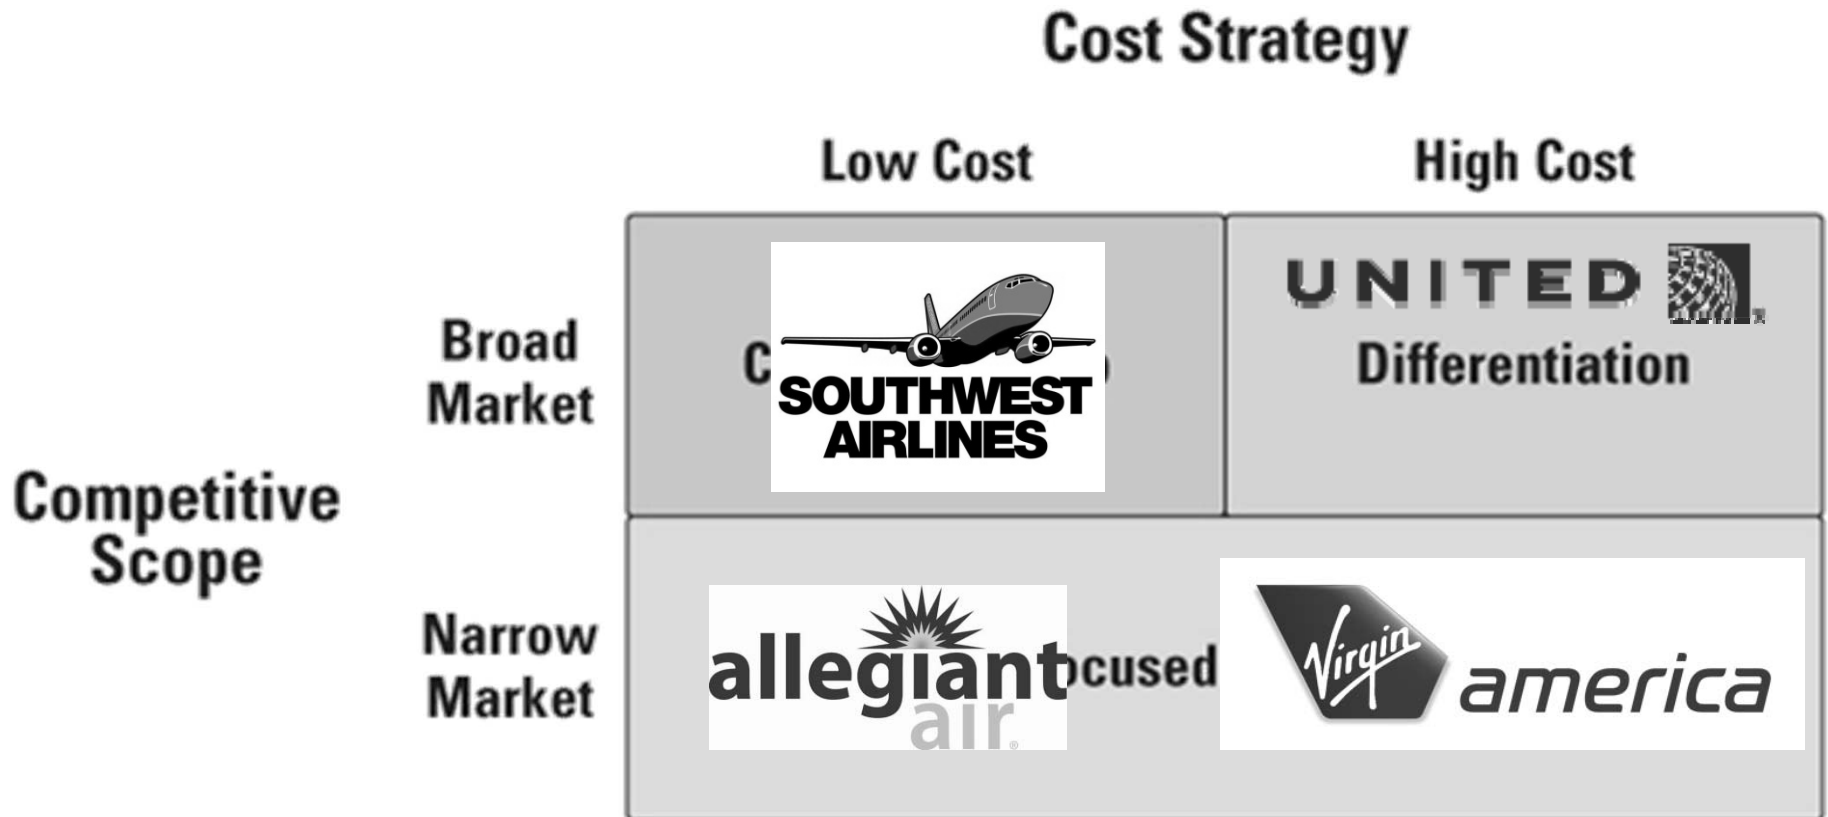 Cost Strategy
Low Cost
High Cost
Broad
Market
SOUTHWEST
AIRLINES
UNITED
Differentiation
Competitive
Scope
Narrow
Market
allegiant
air
Virgin
america